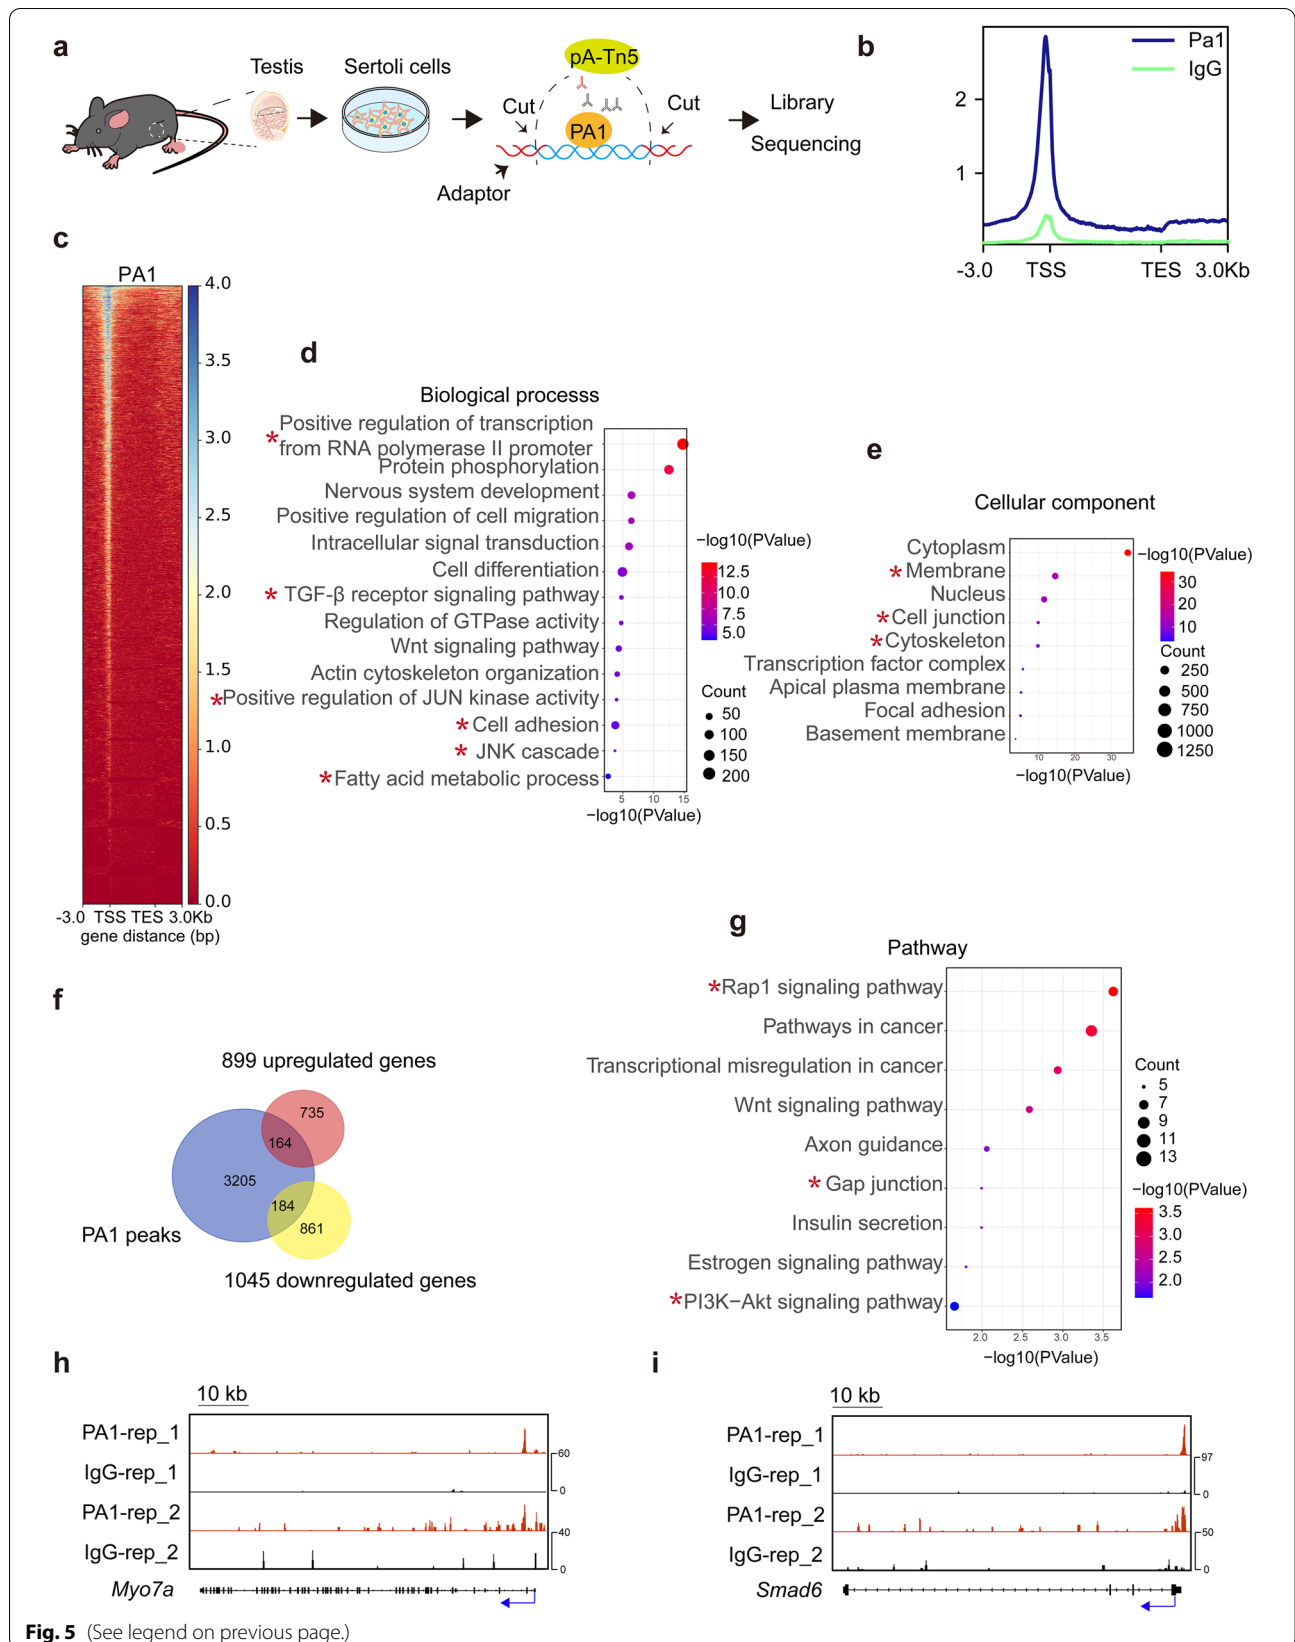 a
Testis
Sertoli cells
pA-Tn5
Cut
Cut
PA1
Adaptor
Library
Sequencing
b
Pa1
IgG
2
1
-3.0 TSS TES 3.0Kb
c
PA1
4.0
3.5
3.0
2.5
2.0
1.5
1.0
0.5
0.0
-3.0 TSS TES 3.0Kb
gene distance (bp)
d
Biological processs
*Positive regulation of transcription
from RNA polymerase II promoter
Protein phosphorylation
Nervous system development
Positive regulation of cell migration
Intracellular signal transduction
Cell differentiation
* TGF-β receptor signaling pathway
Regulation of GTPase activity
Wnt signaling pathway
Actin cytoskeleton organization
*Positive regulation of JUN kinase activity
* Cell adhesion
* JNK cascade
* Fatty acid metabolic process
5 10 15
−log10(PValue)
−log10(PValue)
12.5
10.0
7.5
5.0
Count
50
100
150
200
e
Cellular component
Cytoplasm
*Membrane
Nucleus
*Cell junction
*Cytoskeleton
Transcription factor complex
Apical plasma membrane
Focal adhesion
Basement membrane
10 20 30
−log10(PValue)
−log10(PValue)
30
20
10
Count
250
500
750
1000
1250
f
899 upregulated genes
735
164
3205
184
861
PA1 peaks
1045 downregulated genes
g
Pathway
*Rap1 signaling pathway
Pathways in cancer
Transcriptional misregulation in cancer
Wnt signaling pathway
Axon guidance
* Gap junction
Insulin secretion
Estrogen signaling pathway
*PI3K−Akt signaling pathway
2.0 2.5 3.0 3.5
−log10(PValue)
Count
5
7
9
11
13
−log10(PValue)
3.5
3.0
2.5
2.0
h
10 kb
PA1-rep_1
60
IgG-rep_1
0
PA1-rep_2
40
IgG-rep_2
0
Myo7a
i
10 kb
PA1-rep_1
97
IgG-rep_1
0
PA1-rep_2
50
IgG-rep_2
0
Smad6
Fig. 5 (See legend on previous page.)